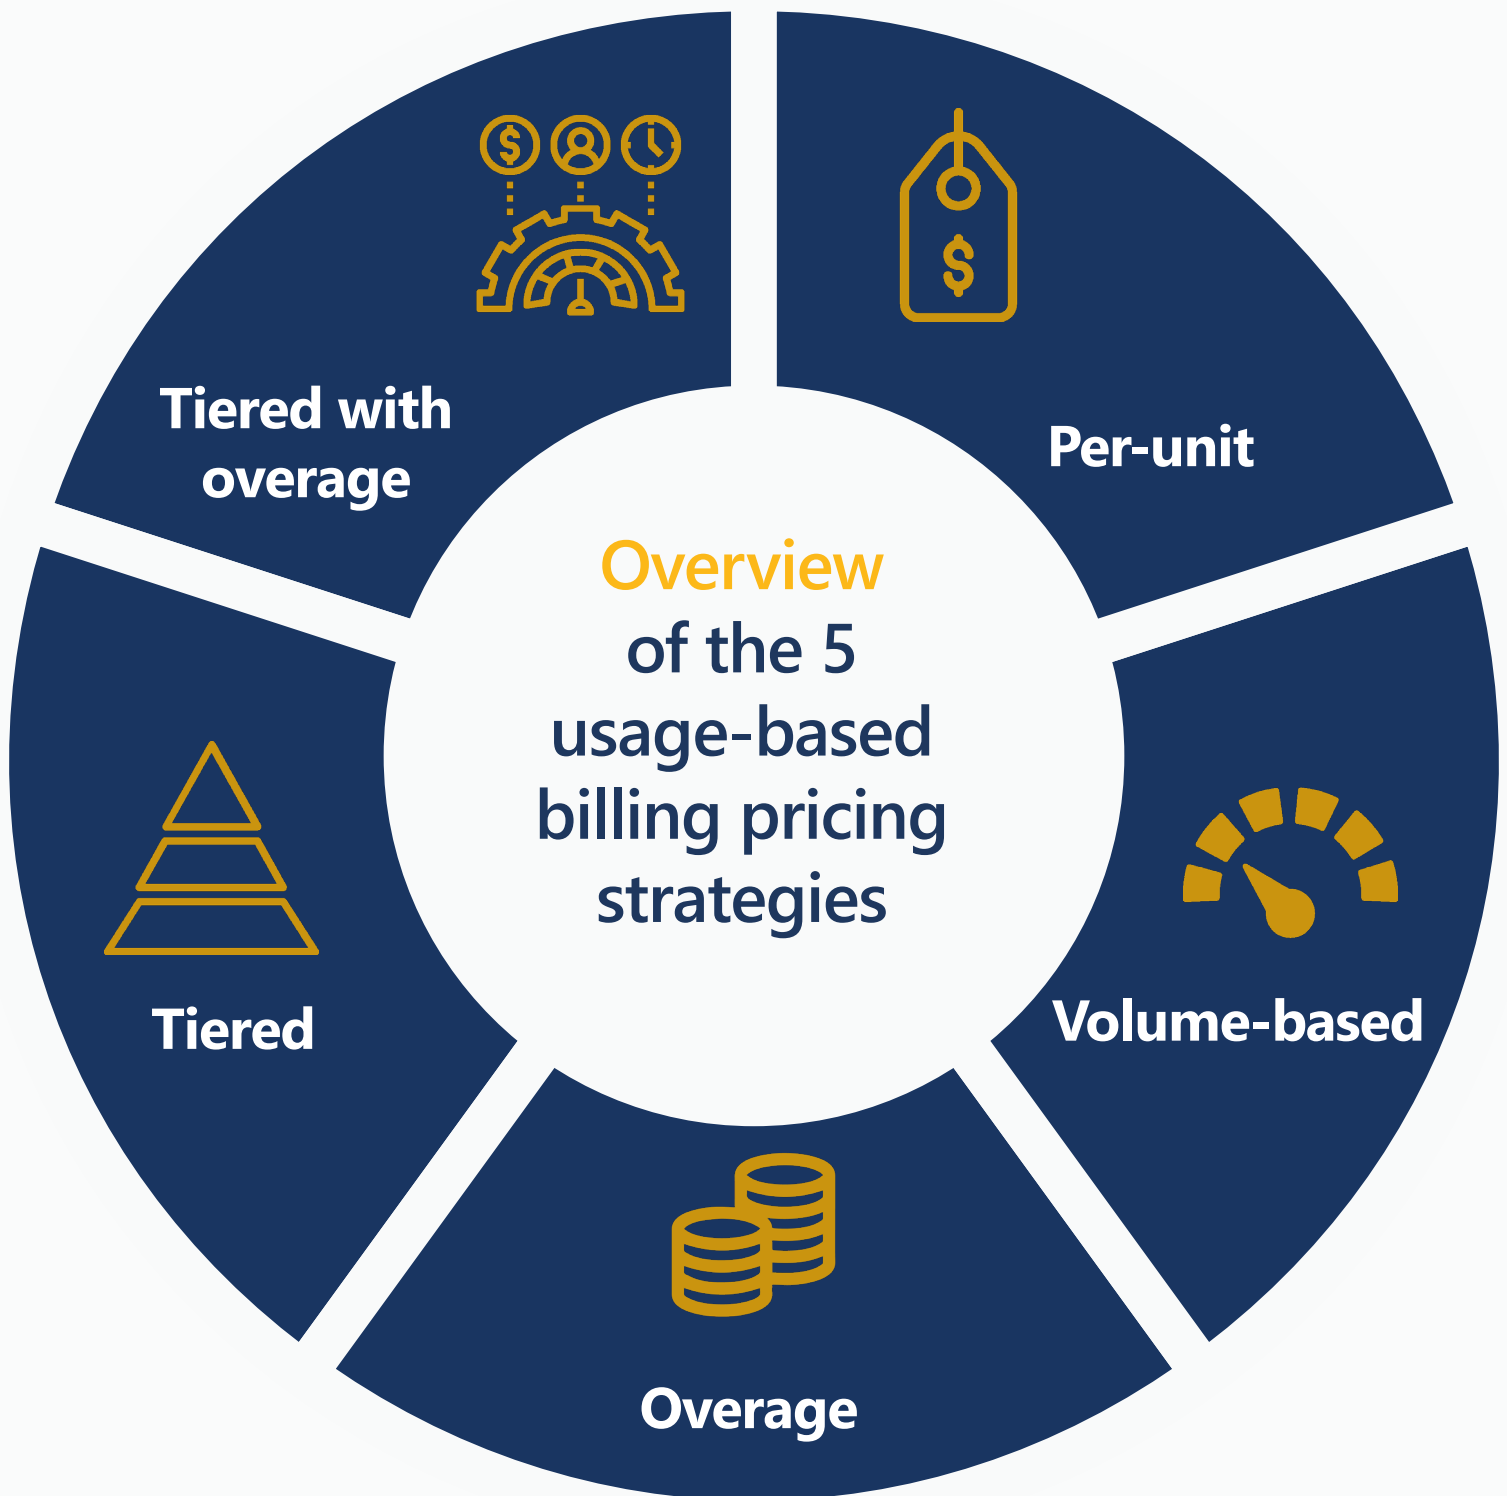 Overview
of the 5
usage-based
billing pricing
strategies
$
Per-unit
Volume-based
Overage
Tiered
$
Tiered with
overage